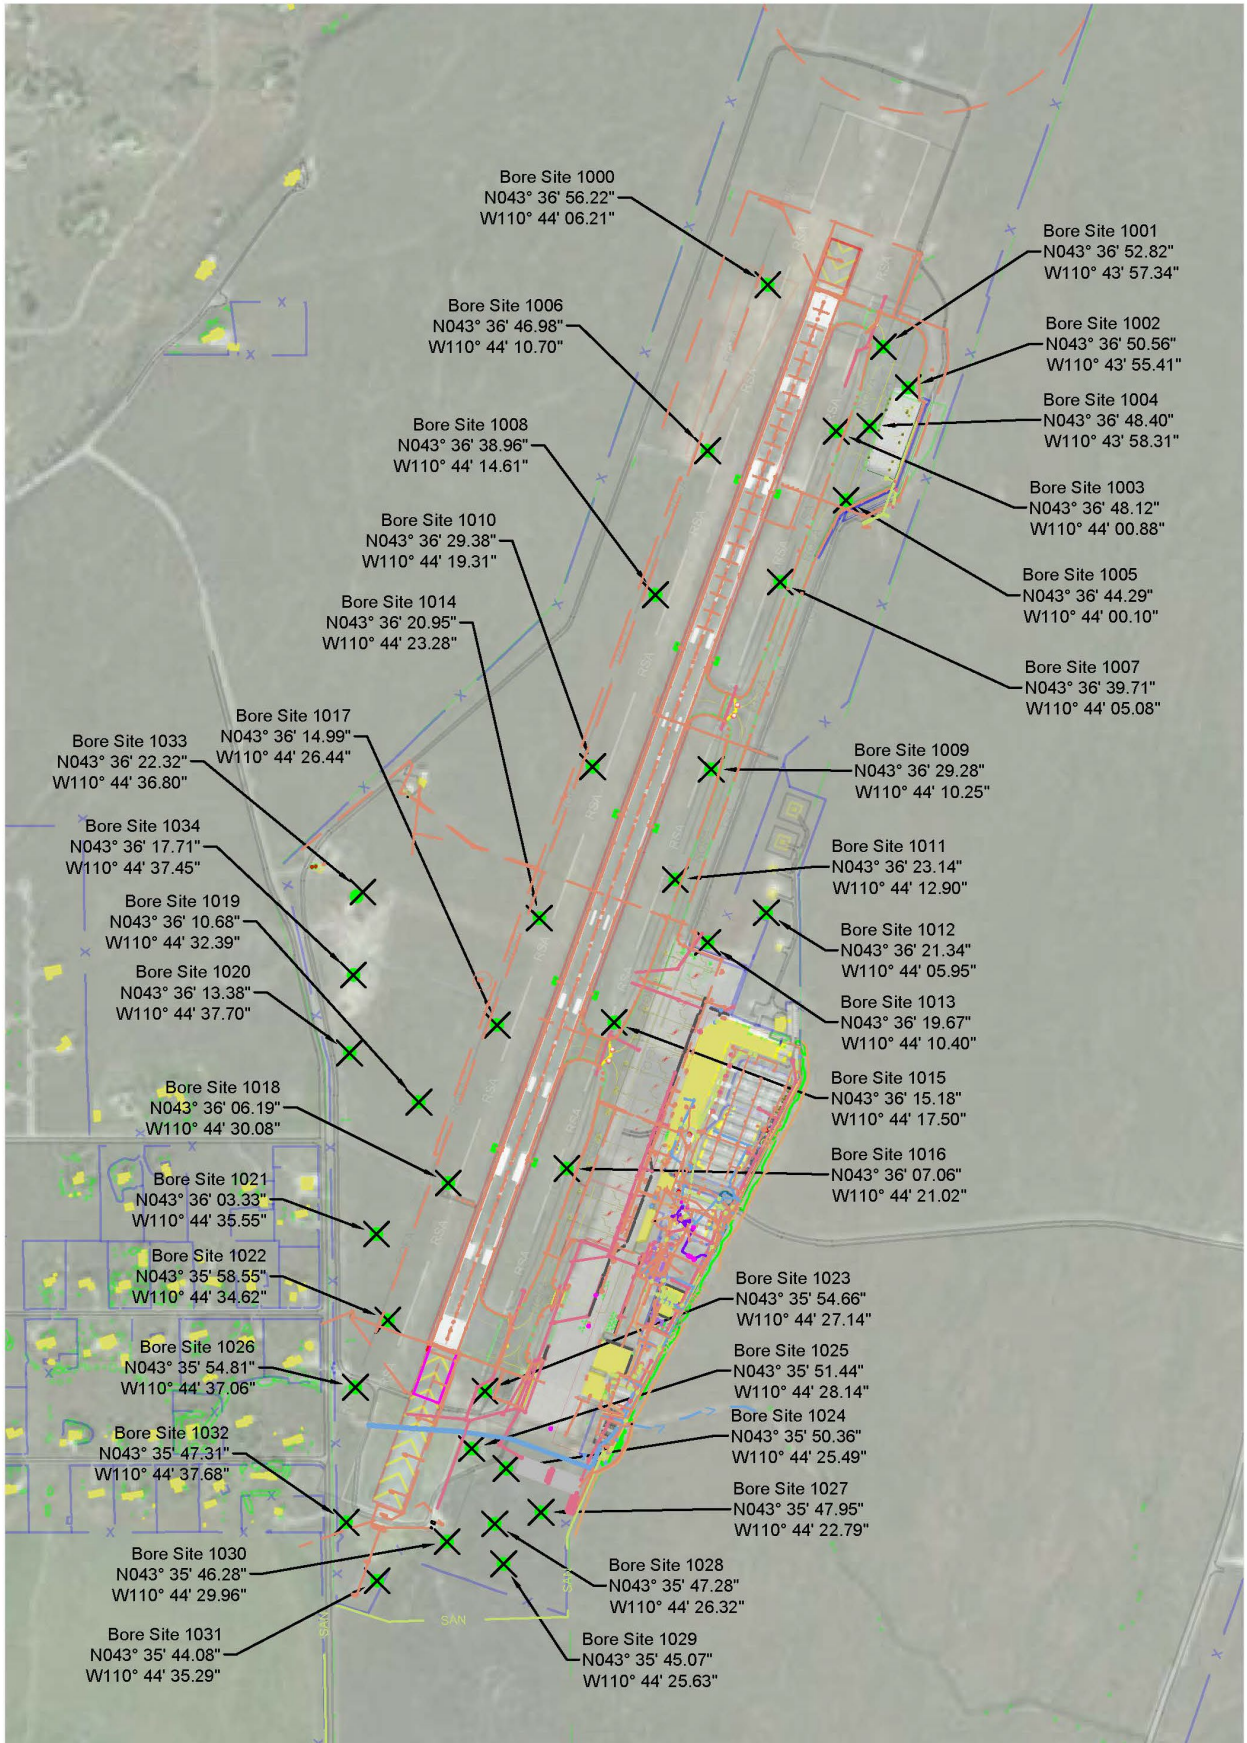 Bore Site 1000
N043° 36' 56.22"
W110° 44' 06.21"
Bore Site 1001
N043° 36' 52.82"
W110° 43' 57.34"
Bore Site 1006
N043° 36' 46.98"
W110° 44' 10.70"
Bore Site 1002
N043° 36' 50.56"
W110° 43' 55.41"
Bore Site 1004
N043° 36' 48.40"
W110° 43' 58.31"
Bore Site 1008
N043° 36' 38.96"
W110° 44' 14.61"
Bore Site 1003
N043° 36' 48.12"
W110° 44' 00.88"
Bore Site 1010
N043° 36' 29.38"
W110° 44' 19.31"
Bore Site 1005
N043° 36' 44.29"
W110° 44' 00.10"
Bore Site 1014
N043° 36' 20.95"
W110° 44' 23.28"
Bore Site 1007
N043° 36' 39.71"
W110° 44' 05.08"
Bore Site 1017
N043° 36' 14.99"
W110° 44' 26.44"
Bore Site 1033
N043° 36' 22.32"
W110° 44' 36.80"
Bore Site 1009
N043° 36' 29.28"
W110° 44' 10.25"
Bore Site 1034
N043° 36' 17.71"
W110° 44' 37.45"
Bore Site 1011
N043° 36' 23.14"
W110° 44' 12.90"
Bore Site 1019
N043° 36' 10.68"
W110° 44' 32.39"
Bore Site 1012
N043° 36' 21.34"
W110° 44' 05.95"
Bore Site 1020
N043° 36' 13.38"
W110° 44' 37.70"
Bore Site 1013
N043° 36' 19.67"
W110° 44' 10.40"
Bore Site 1015
N043° 36' 15.18"
W110° 44' 17.50"
Bore Site 1018
N043° 36' 06.19"
W110° 44' 30.08"
Bore Site 1016
N043° 36' 07.06"
W110° 44' 21.02"
Bore Site 1021
N043° 36' 03.33"
W110° 44' 35.55"
Bore Site 1022
N043° 35' 58.55"
W110° 44' 34.62"
Bore Site 1023
N043° 35' 54.66"
W110° 44' 27.14"
Bore Site 1026
N043° 35' 54.81"
W110° 44' 37.06"
Bore Site 1025
N043° 35' 51.44"
W110° 44' 28.14"
Bore Site 1024
N043° 35' 50.36"
W110° 44' 25.49"
Bore Site 1032
N043° 35' 47.31"
W110° 44' 37.68"
Bore Site 1027
N043° 35' 47.95"
W110° 44' 22.79"
Bore Site 1030
N043° 35' 46.28"
W110° 44' 29.96"
Bore Site 1028
N043° 35' 47.28"
W110° 44' 26.32"
Bore Site 1031
N043° 35' 44.08"
W110° 44' 35.29"
Bore Site 1029
N043° 35' 45.07"
W110° 44' 25.63"
RSA
RSA
RSA
RSA
RSA
RSA
RSA
RSA
RSA
RSA
RSA
RSA
RSA
SAN
SAN
SAN